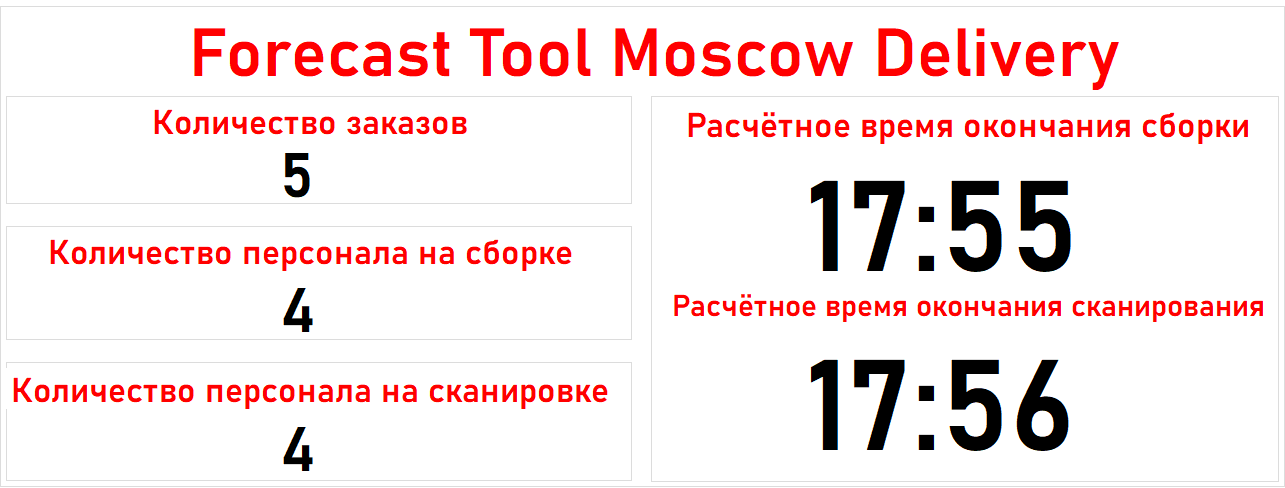 Forecast Tool Moscow Delivery
Количество заказов
5
Количество персонала на сборке
4
Количество персонала на сканировке
4
Расчётное время окончания сборки
17:55
Расчётное время окончания сканирования
17:56